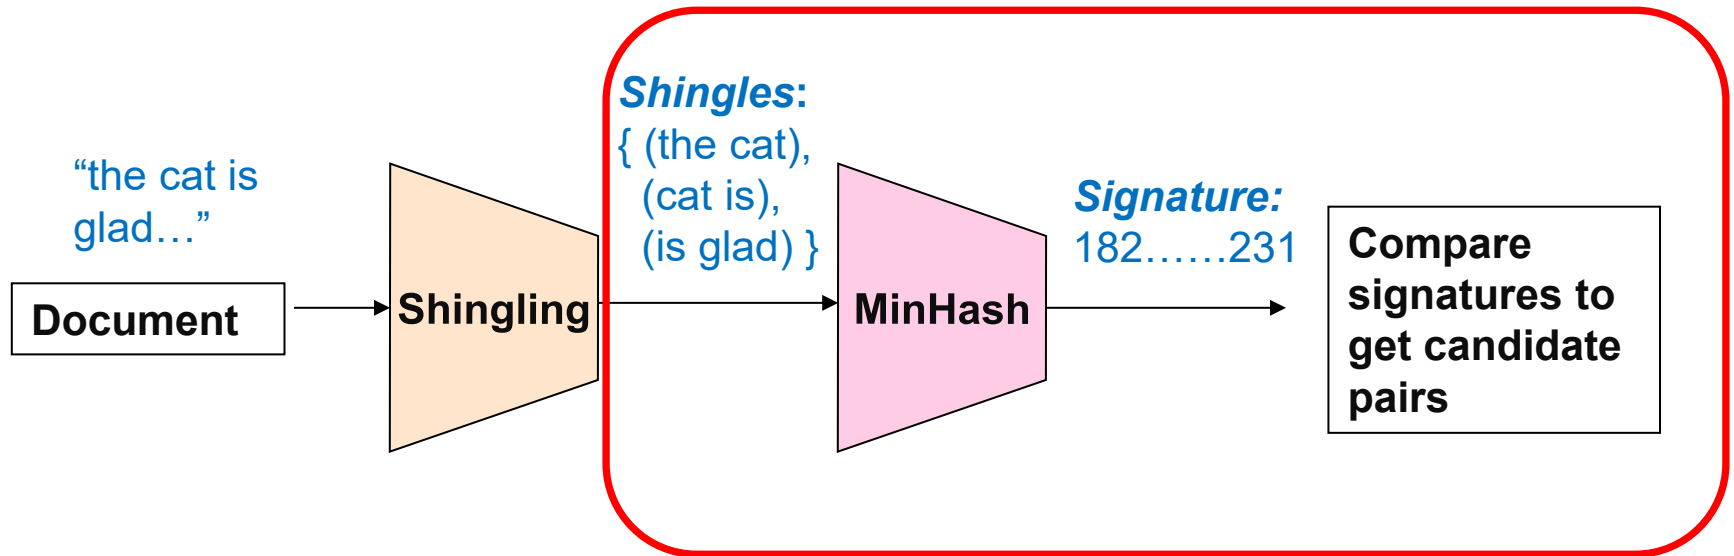 “the cat is
glad…”
Document
Shingling
Shingles:
{ (the cat),
(cat is),
(is glad) }
MinHash
Signature:
182……231
Compare
signatures to
get candidate
pairs